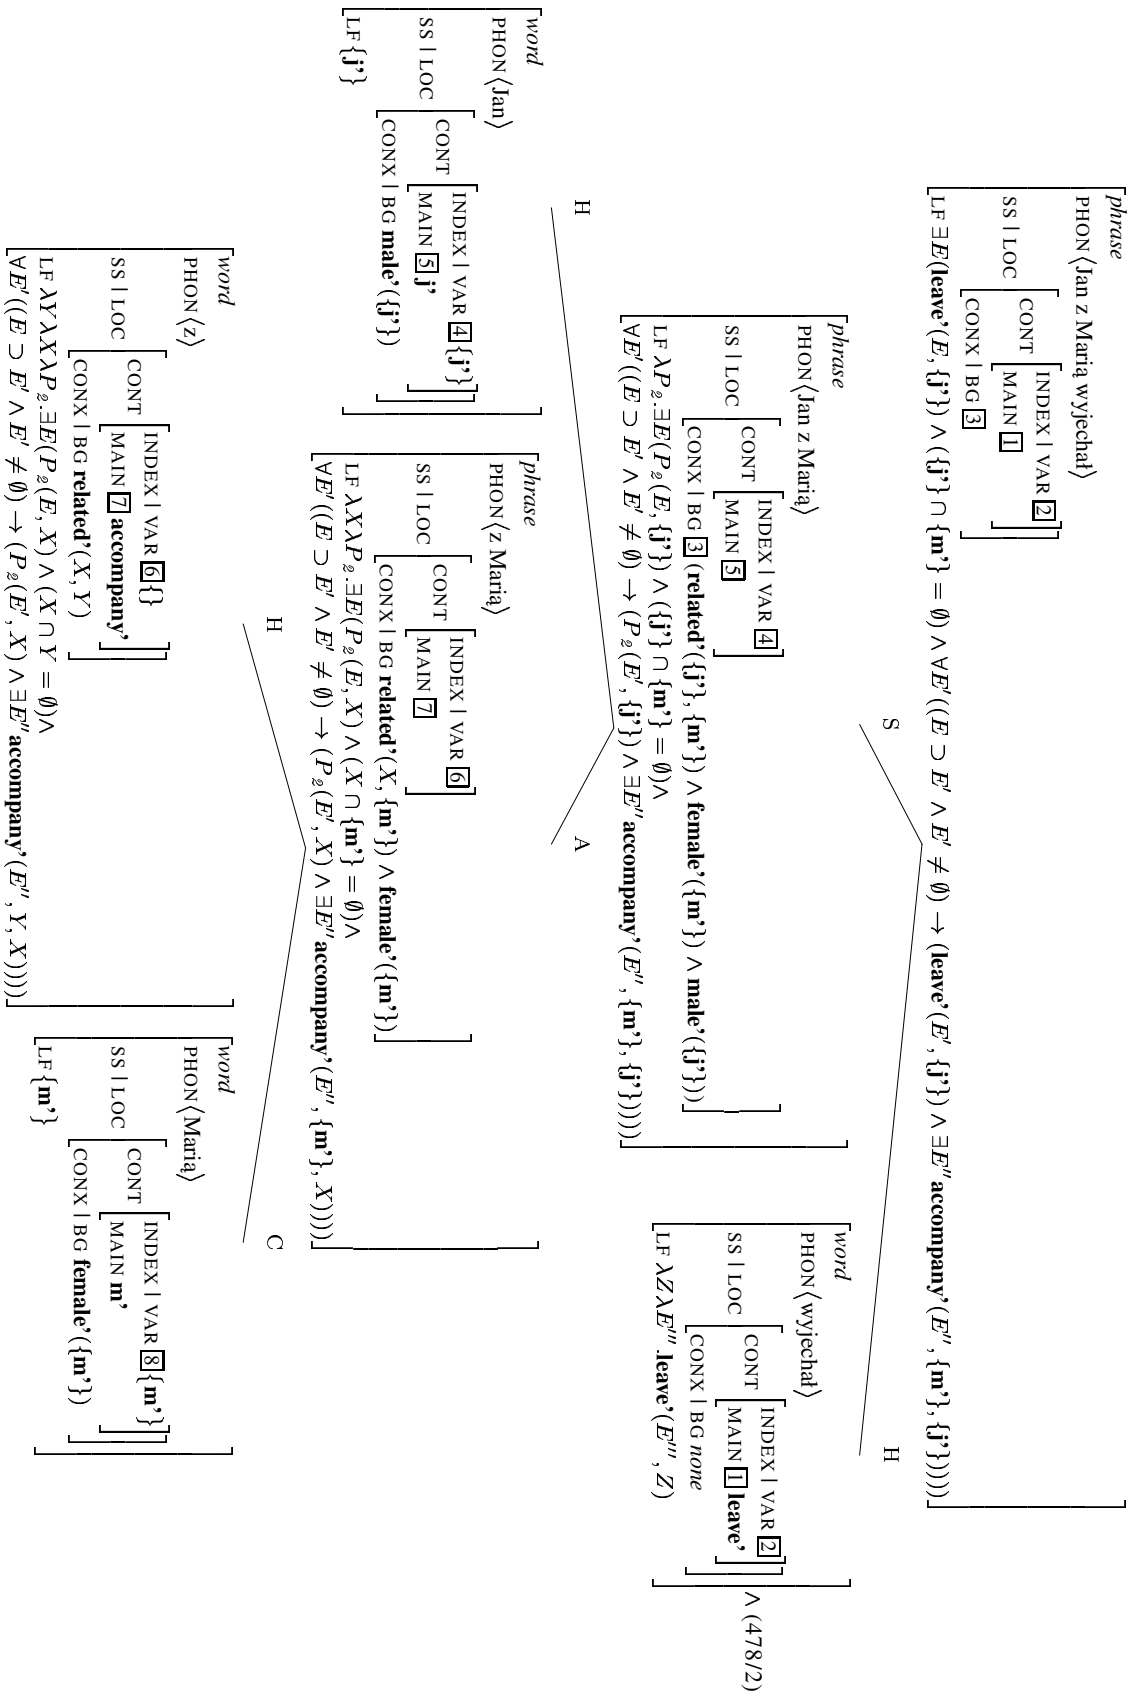 phrase
PHON ⟨Jan z Marią wyjechał⟩
SS | LOC
CONT
INDEX | VAR 2
MAIN 1
CONX | BG 3
LF ∃E(leave’(E, {j’}) ∧ ({j’} ∩ {m’} = ∅) ∧ ∀E′((E ⊃ E′ ∧ E′ ≠ ∅) → (leave’(E′, {j’}) ∧ ∃E″ accompany’(E″, {m’}, {j’}))))
S
H
phrase
PHON ⟨Jan z Marią⟩
SS | LOC
CONT
INDEX | VAR 4
MAIN 5
CONX | BG 3 (related’({j’}, {m’}) ∧ female’({m’}) ∧ male’({j’}))
LF λP₂.∃E(P₂(E, {j’}) ∧ ({j’} ∩ {m’} = ∅)∧
∀E′((E ⊃ E′ ∧ E′ ≠ ∅) → (P₂(E′, {j’}) ∧ ∃E″ accompany’(E″, {m’}, {j’}))))
word
PHON ⟨wyjechał⟩
SS | LOC
CONT
INDEX | VAR 2
MAIN 1 leave’
CONX | BG none
LF λZλE‴.leave’(E‴, Z)
∧ (478/2)
H
A
word
PHON ⟨Jan⟩
SS | LOC
CONT
INDEX | VAR 4 {j’}
MAIN 5 j’
CONX | BG male’({j’})
LF {j’}
phrase
PHON ⟨z Marią⟩
SS | LOC
CONT
INDEX | VAR 6
MAIN 7
CONX | BG related’(X, {m’}) ∧ female’({m’})
LF λXλP₂.∃E(P₂(E, X) ∧ (X ∩ {m’} = ∅)∧
∀E′((E ⊃ E′ ∧ E′ ≠ ∅) → (P₂(E′, X) ∧ ∃E″ accompany’(E″, {m’}, X))))
H
C
word
PHON ⟨z⟩
SS | LOC
CONT
INDEX | VAR 6 {}
MAIN 7 accompany’
CONX | BG related’(X, Y)
LF λYλXλP₂.∃E(P₂(E, X) ∧ (X ∩ Y = ∅)∧
∀E′((E ⊃ E′ ∧ E′ ≠ ∅) → (P₂(E′, X) ∧ ∃E″ accompany’(E″, Y, X))))
word
PHON ⟨Marią⟩
SS | LOC
CONT
INDEX | VAR 8 {m’}
MAIN m’
CONX | BG female’({m’})
LF {m’}